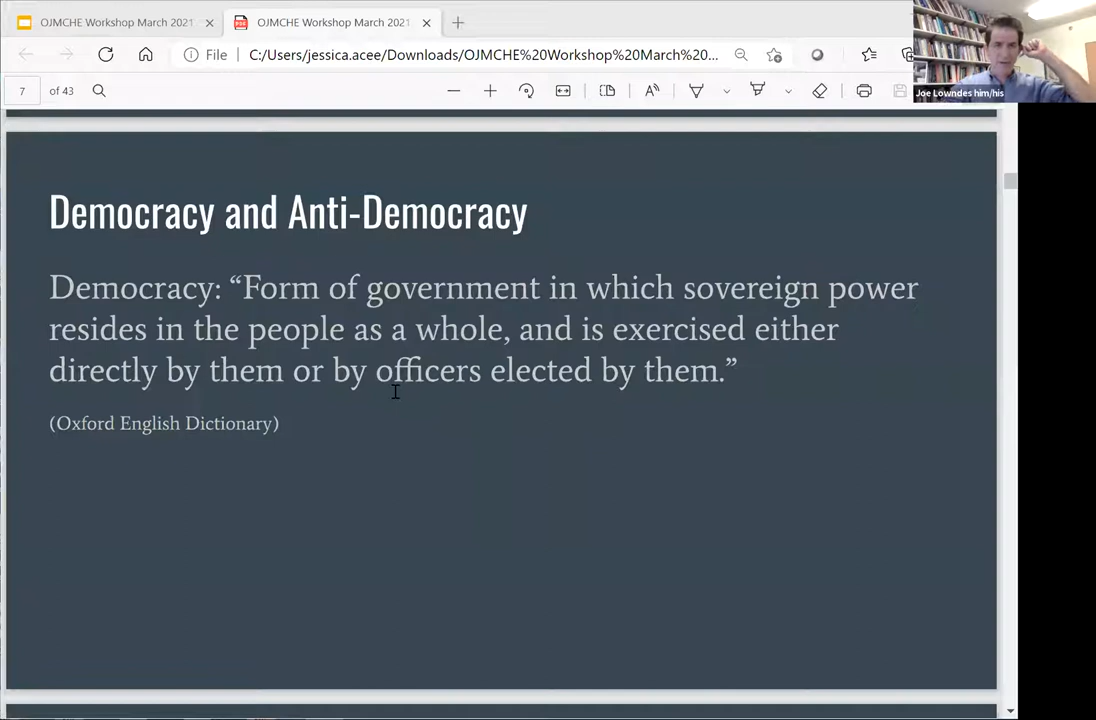 OJMCHE Workshop March 2021
OJMCHE Workshop March 2021
File
C:/Users/jessica.acee/Downloads/OJMCHE%20Workshop%20March%20...
7
of 43
Joe Lowndes him/his
Democracy and Anti-Democracy
Democracy: “Form of government in which sovereign power
resides in the people as a whole, and is exercised either
directly by them or by officers elected by them.”
(Oxford English Dictionary)